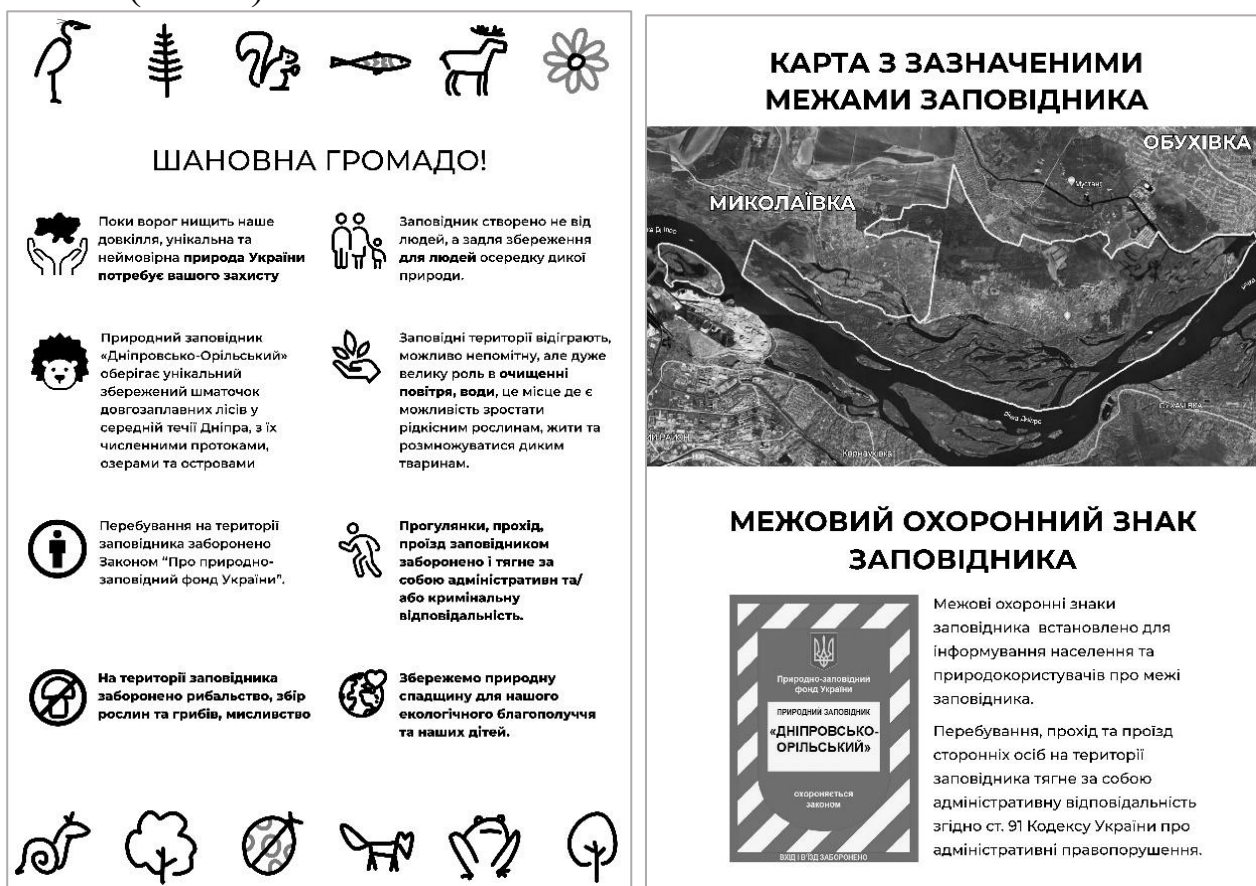 ШАНОВНА ГРОМАДО!
Поки ворог нищить наше
довкілля, унікальна та
неймовірна природа України
потребує вашого захисту
Заповідник створено не від
людей, а задля збереження
для людей осередку дикої
природи.
Природний заповідник
«Дніпровсько-Орільський»
оберігає унікальний
збережений шматочок
довгозаплавних лісів у
середній течії Дніпра, з їх
численними протоками,
озерами та островами
Заповідні території відіграють,
можливо непомітну, але дуже
велику роль в очищенні
повітря, води, це місце де є
можливість зростати
рідкісним рослинам, жити та
розмножуватися диким
тваринам.
Перебування на території
заповідника заборонено
Законом “Про природно-
заповідний фонд України”.
Прогулянки, прохід,
проїзд заповідником
заборонено і тягне за
собою адміністративн та/
або кримінальну
відповідальність.
На території заповідника
заборонено рибальство, збір
рослин та грибів, мисливство
Збережемо природну
спадщину для нашого
екологічного благополуччя
та наших дітей.
КАРТА З ЗАЗНАЧЕНИМИ
МЕЖАМИ ЗАПОВІДНИКА
ОБУХІВКА
Мустанг
МИКОЛАЇВКА
річка Дніпро
СУХАЧІВКА
Карнаухівка
МЕЖОВИЙ ОХОРОННИЙ ЗНАК
ЗАПОВІДНИКА
Природно-заповідний
фонд України
ПРИРОДНИЙ ЗАПОВІДНИК
«ДНІПРОВСЬКО-
ОРІЛЬСЬКИЙ»
охороняється
законом
ВХІД І В'ЇЗД ЗАБОРОНЕНО
Межові охоронні знаки
заповідника встановлено для
інформування населення та
природокористувачів про межі
заповідника.
Перебування, прохід та проїзд
сторонніх осіб на території
заповідника тягне за собою
адміністративну відповідальність
згідно ст. 91 Кодексу України про
адміністративні правопорушення.